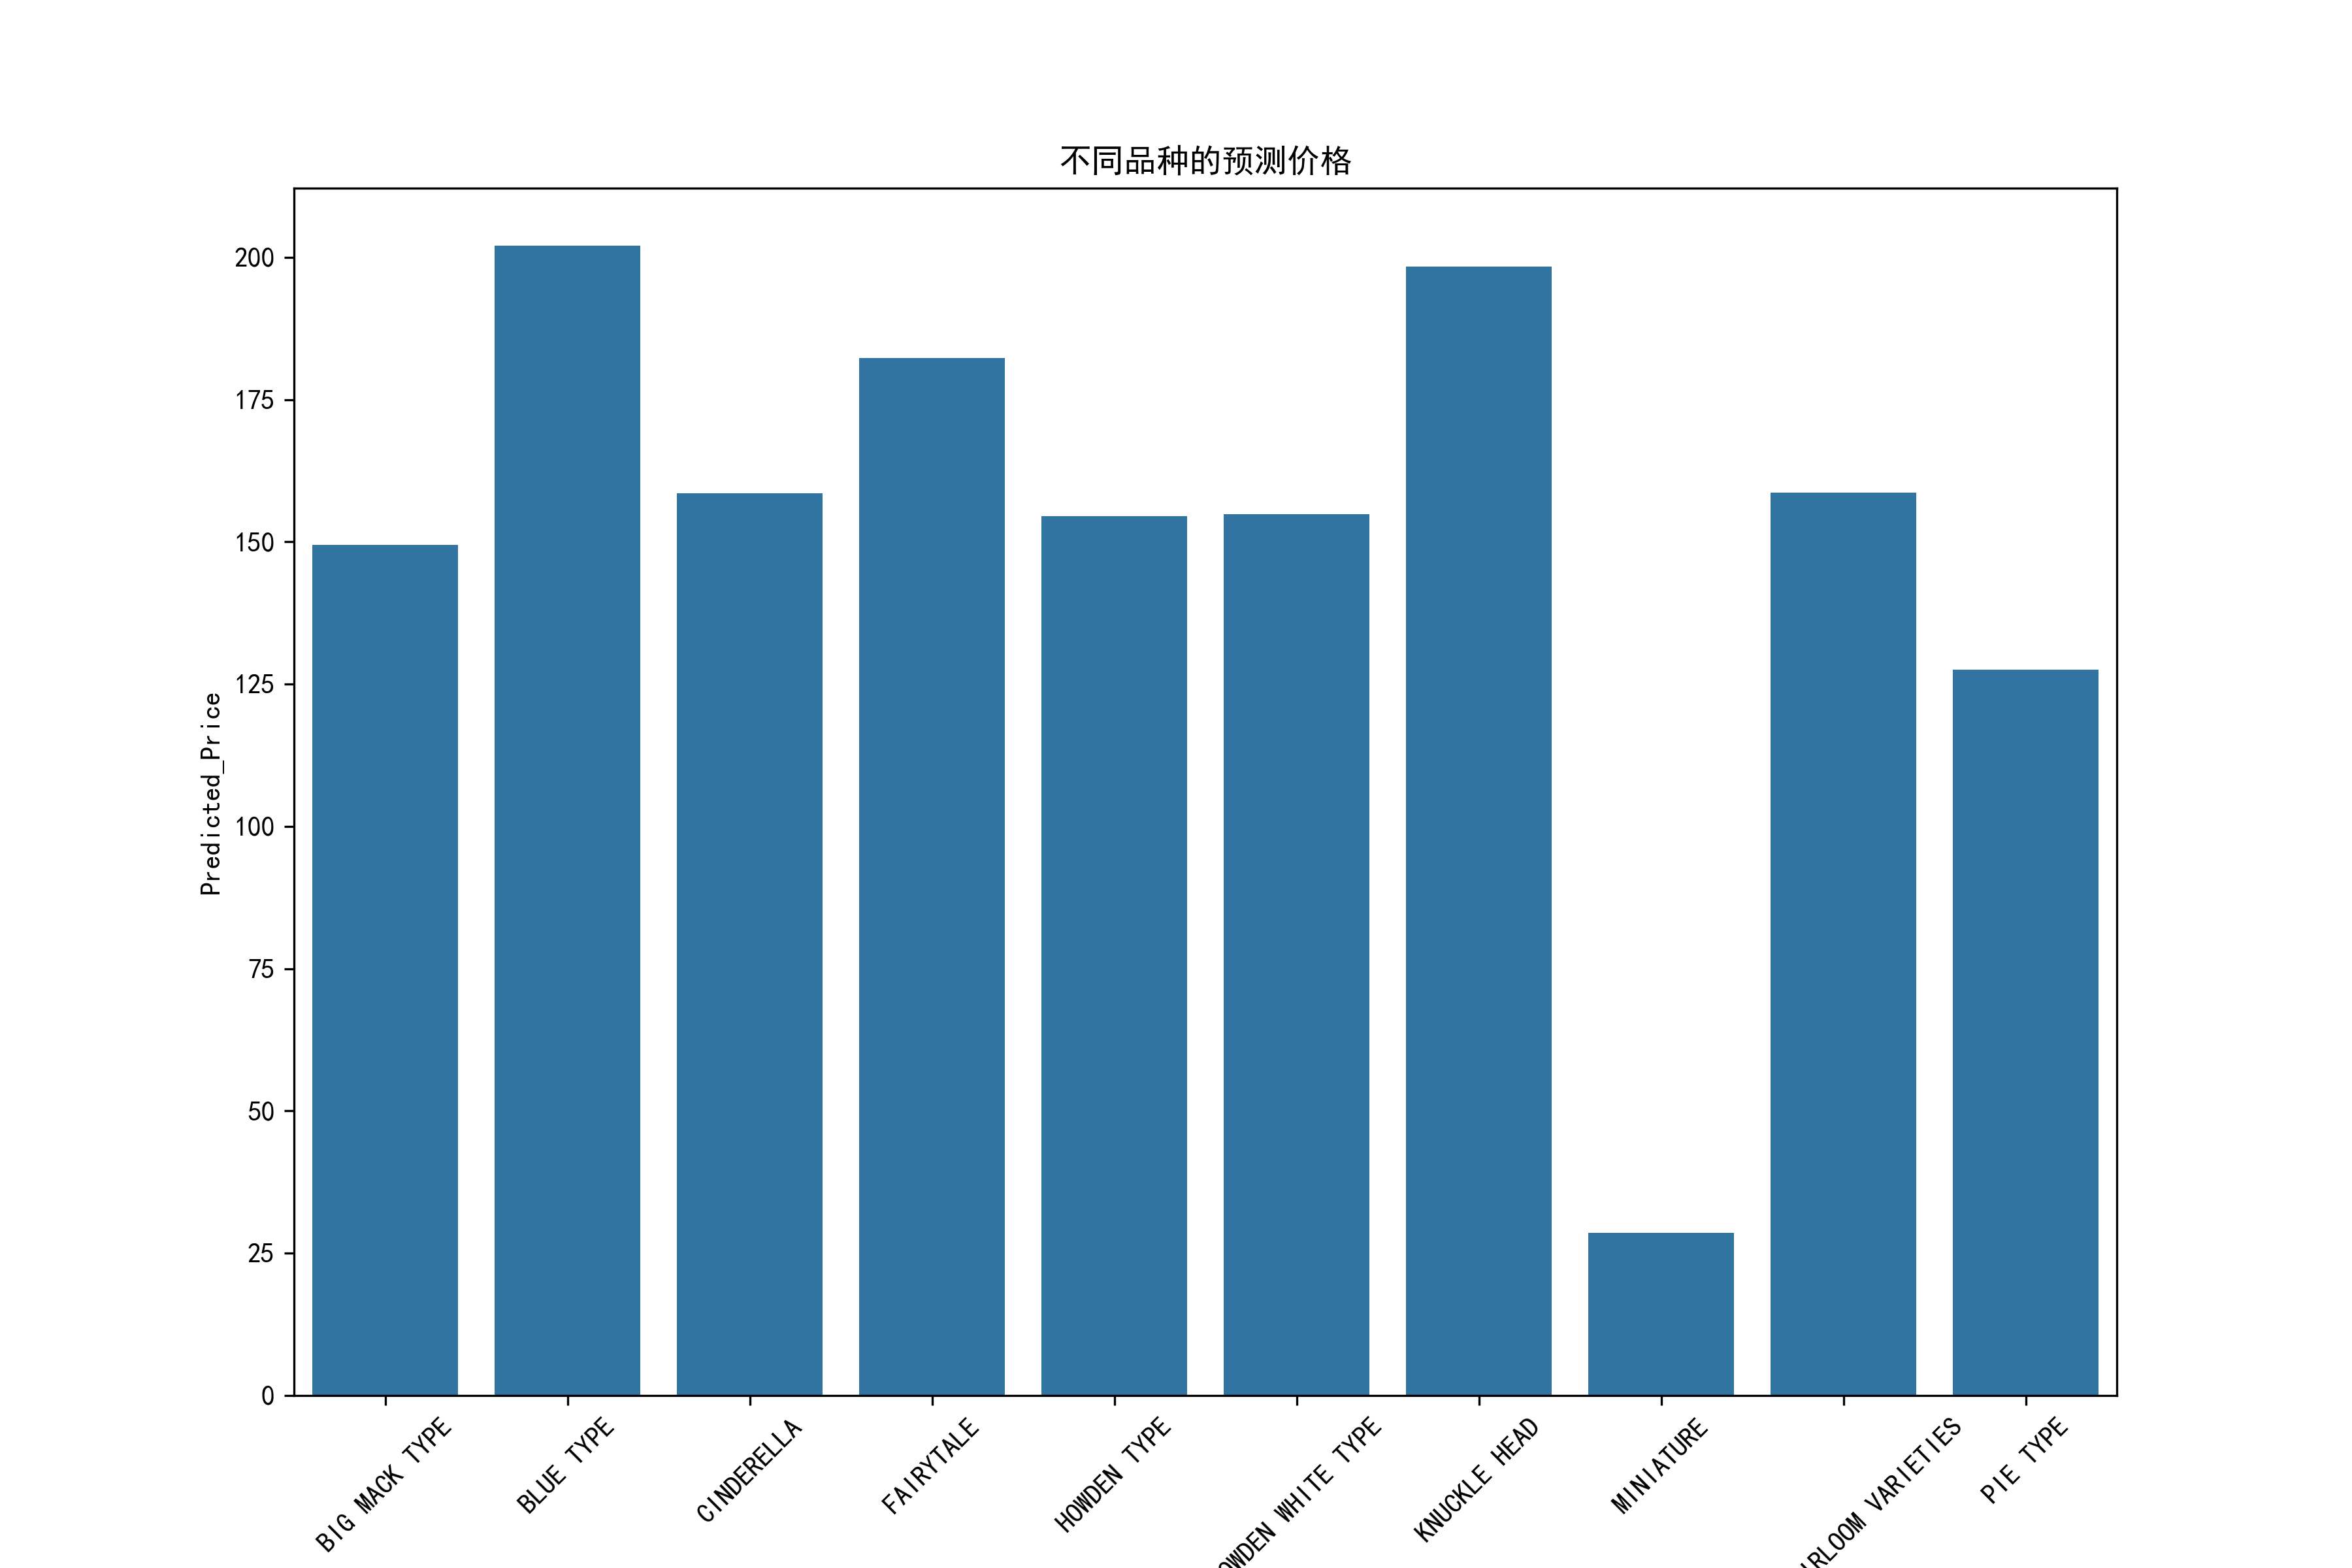 不同品种的预测价格
Predicted_Price
200
175
150
125
100
75
50
25
0
BIG MACK TYPE
BLUE TYPE
CINDERELLA
FAIRYTALE
HOWDEN TYPE
WHITE TYPE
KNUCKLE HEAD
MINIATURE
VARIETIES
PIE TYPE